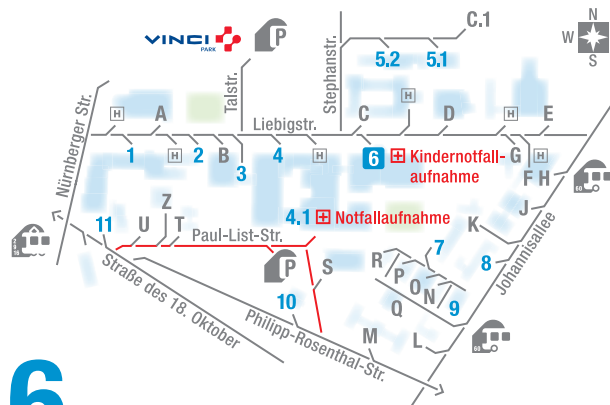 C.1
N
W
S
VINCI
PARK
P
5.2
5.1
Talstr.
Stephanstr.
Nürnberger Str.
H
A
Liebigstr.
C
H
D
H
E
1
H
2
B
3
4
H
6
Kindernotfall-
aufnahme
G
H
F
H
60
J
Z
11
U
T
4.1
Notfallaufnahme
Paul-List-Str.
K
Johannisallee
P
S
7
8
R
P
O
N
9
Q
Straße des 18. Oktober
10
Philipp-Rosenthal-Str.
M
L
60
6